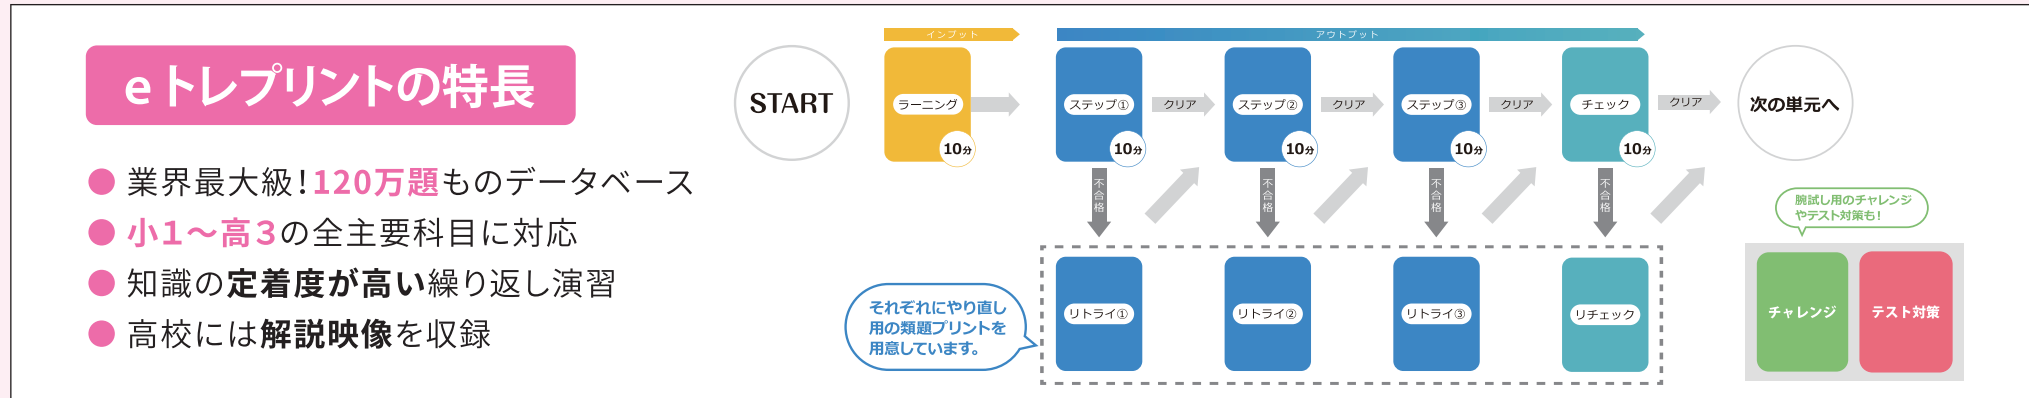 eトレプリントの特長
● 業界最大級！120万題ものデータベース
● 小１〜高３の全主要科目に対応
● 知識の定着度が高い繰り返し演習
● 高校には解説映像を収録
インプット
アウトプット
START
ラーニング
10分
ステップ①
10分
クリア
ステップ②
10分
クリア
ステップ③
10分
クリア
チェック
10分
クリア
次の単元へ
不合格
不合格
不合格
不合格
それぞれにやり直し
用の類題プリントを
用意しています。
リトライ①
リトライ②
リトライ③
リチェック
腕試し用のチャレンジ
やテスト対策も！
チャレンジ
テスト対策